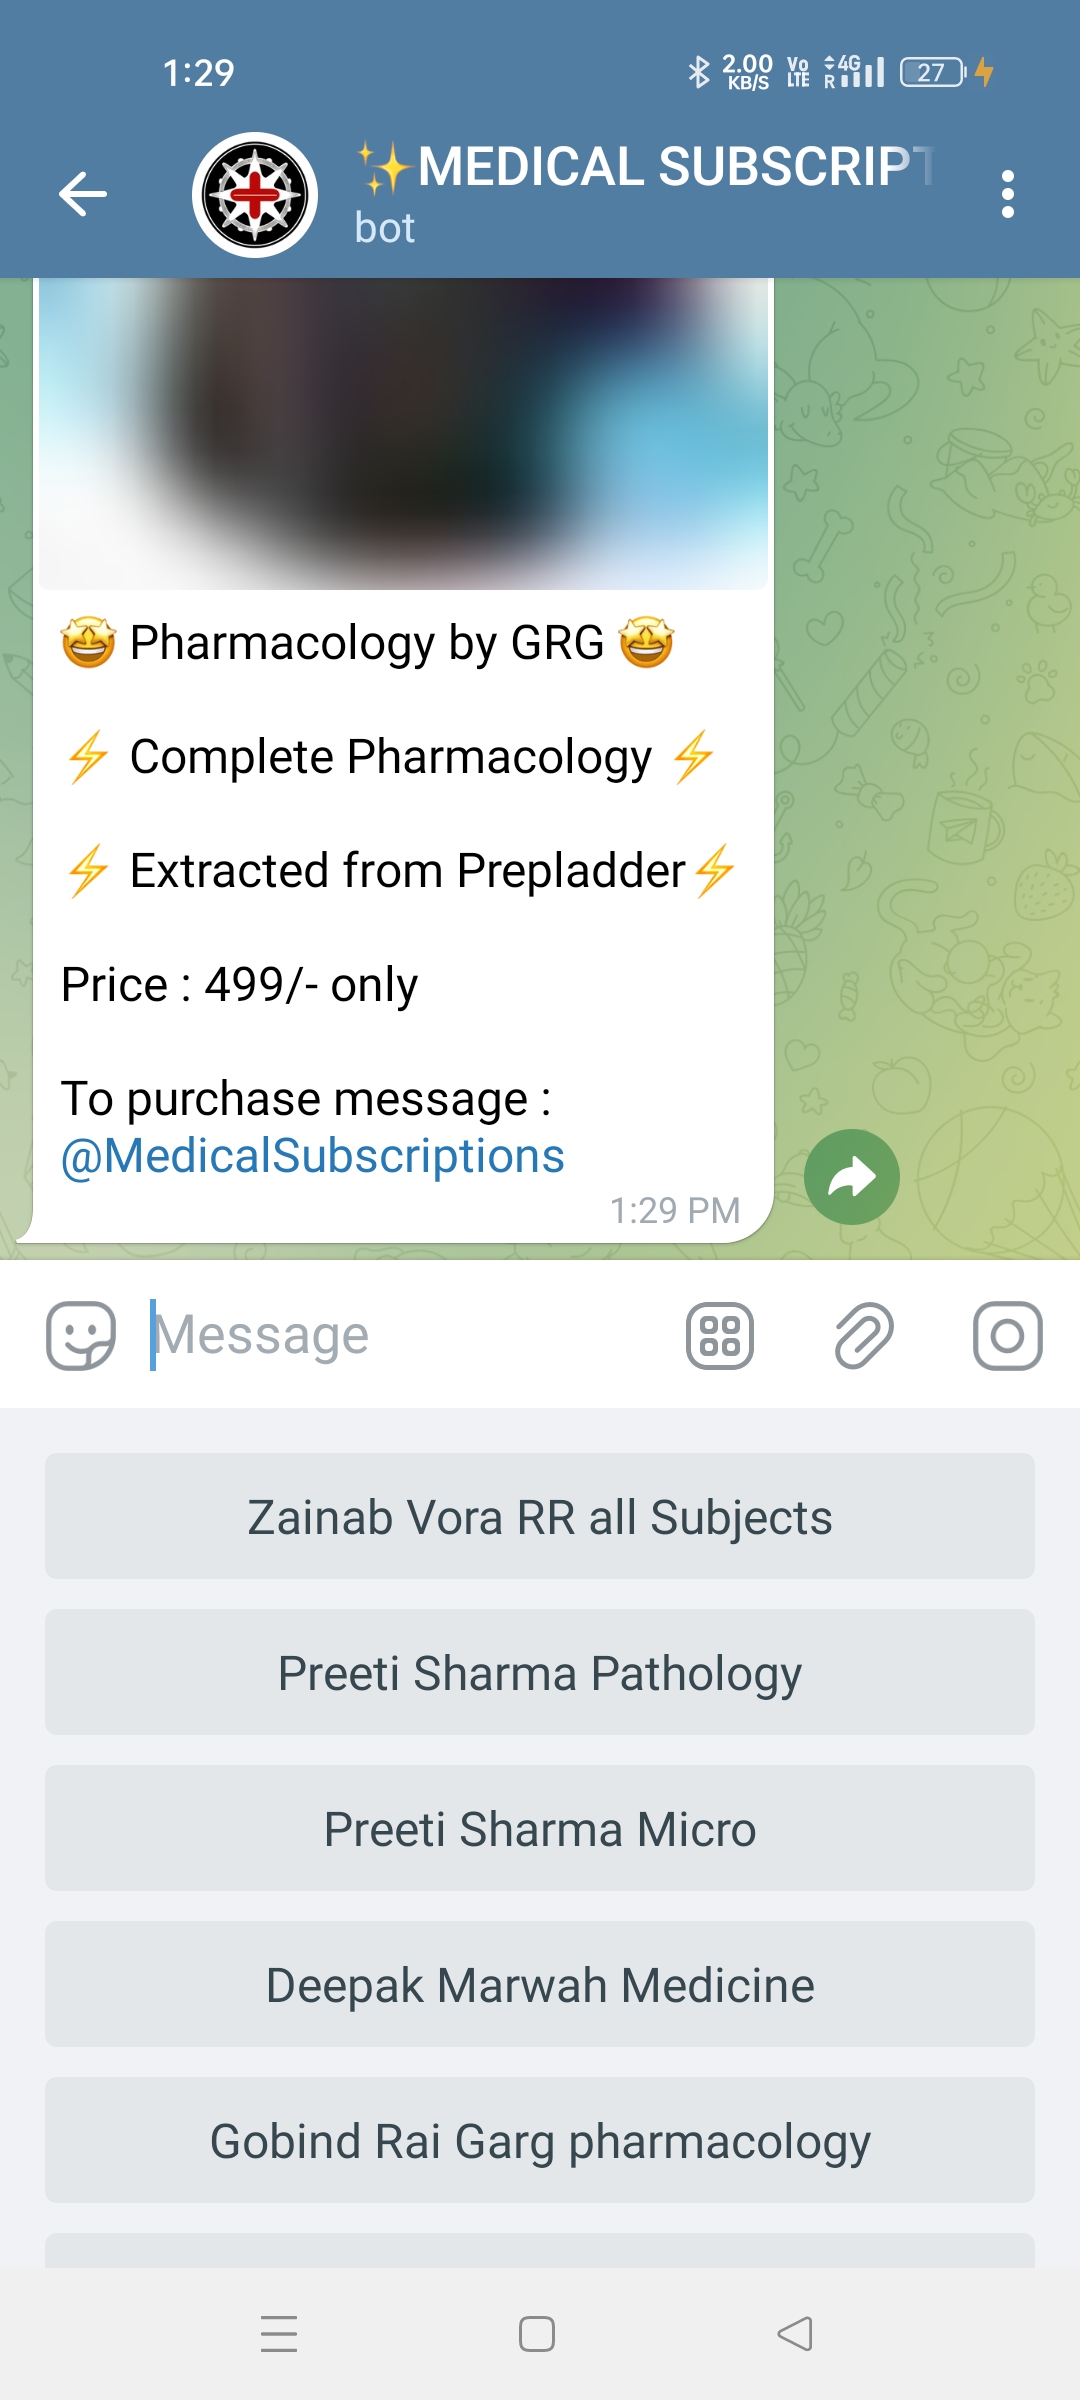 1:29
2.00 KB/S
Vo LTE
4G R
27
✨MEDICAL SUBSCRIPT
bot
🤩 Pharmacology by GRG 🤩
⚡ Complete Pharmacology ⚡
⚡ Extracted from Prepladder⚡
Price : 499/- only
To purchase message :
@MedicalSubscriptions
1:29 PM
Message
Zainab Vora RR all Subjects
Preeti Sharma Pathology
Preeti Sharma Micro
Deepak Marwah Medicine
Gobind Rai Garg pharmacology